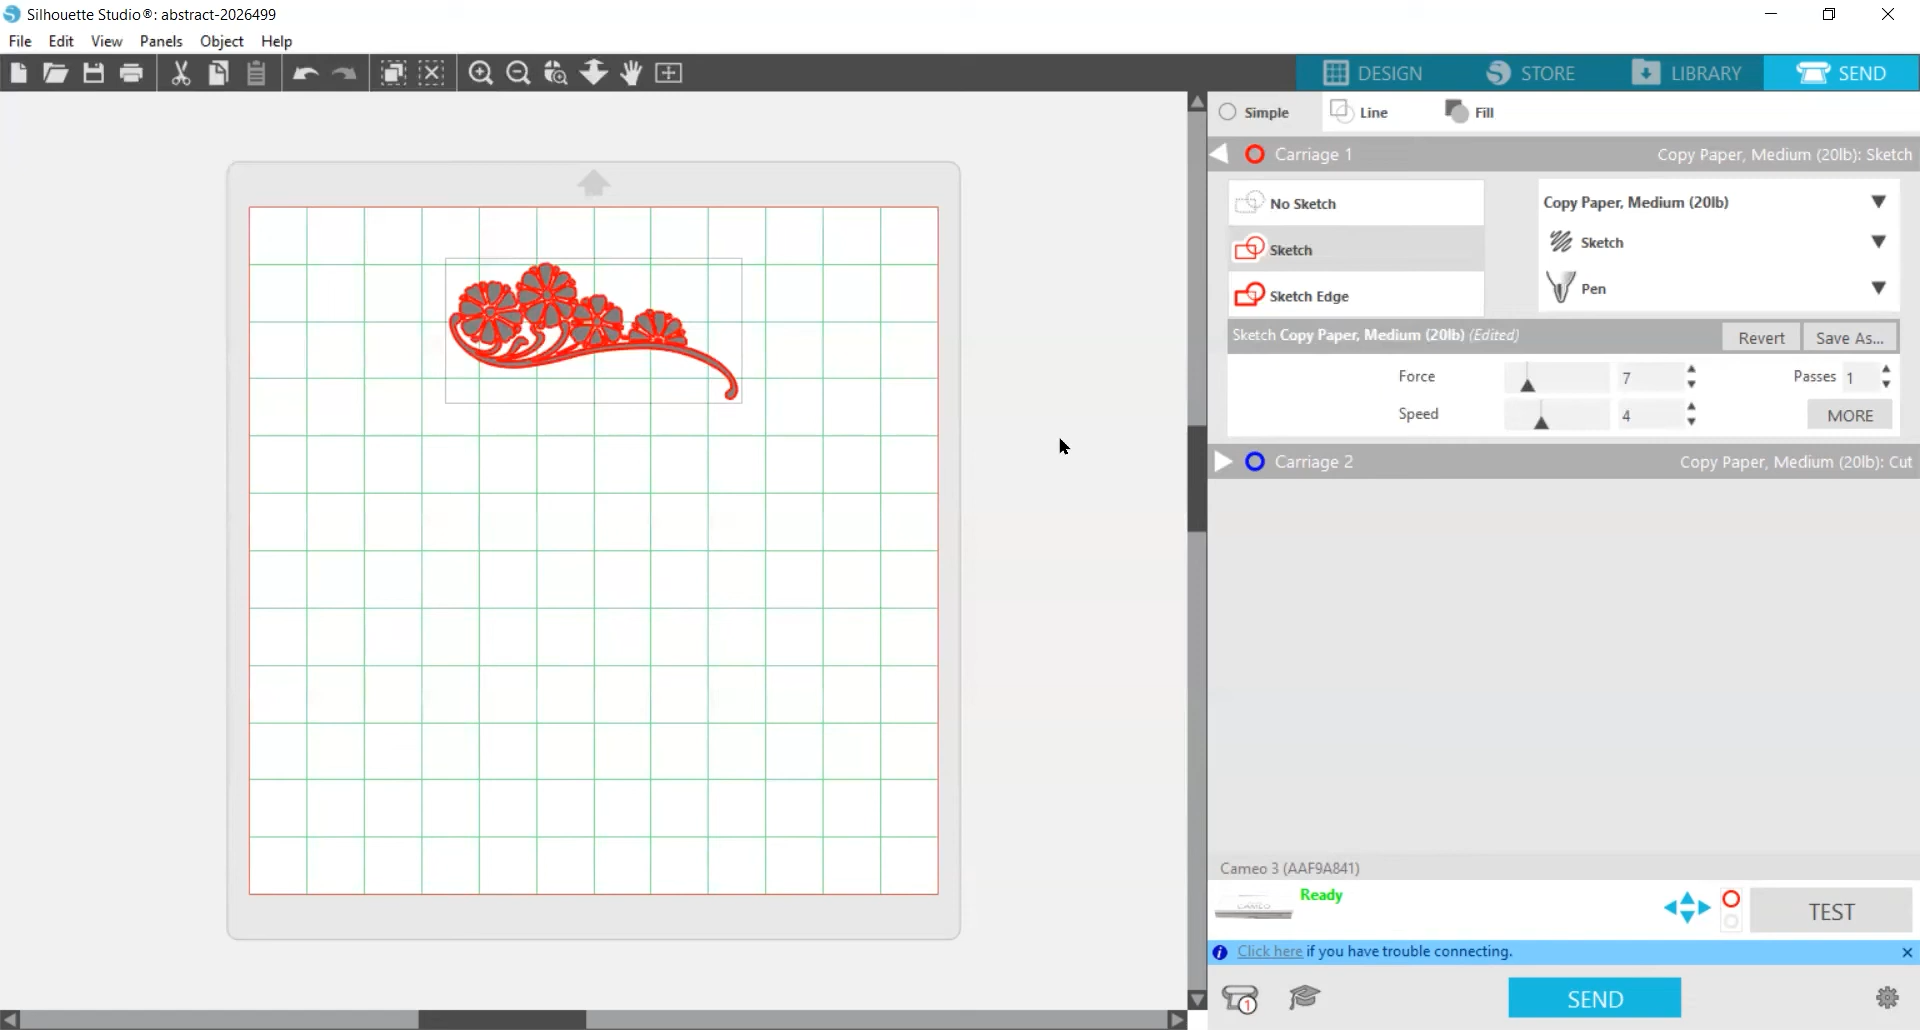 Silhouette Studio®: abstract-2026499
File Edit View Panels Object Help
DESIGN STORE LIBRARY SEND
Simple Line Fill
Carriage 1 Copy Paper, Medium (20lb): Sketch
No Sketch
Copy Paper, Medium (20lb)
Sketch
Sketch
Sketch Edge
Pen
Sketch Copy Paper, Medium (20lb) (Edited) Revert Save As...
Force 7 Passes 1
Speed 4 MORE
Carriage 2 Copy Paper, Medium (20lb): Cut
Cameo 3 (AAF9A841)
Ready
CAMEO
TEST
Click here if you have trouble connecting.
1
SEND